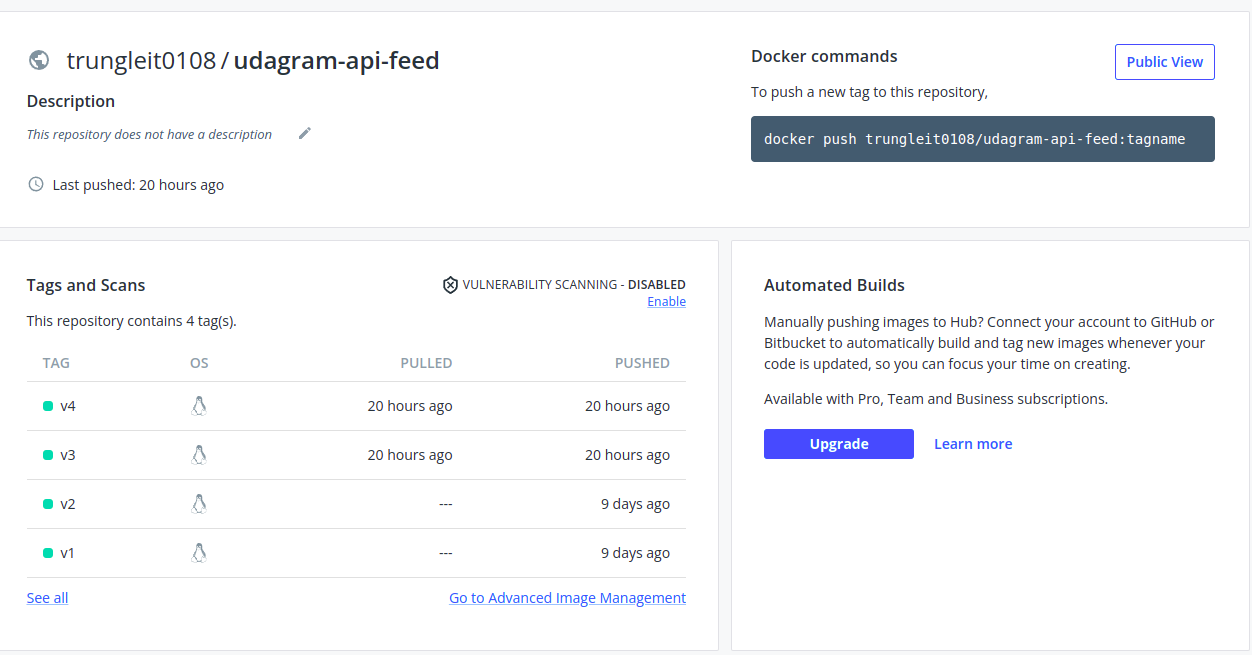 trungleit0108 / udagram-api-feed
Description
This repository does not have a description
Last pushed: 20 hours ago
Docker commands
Public View
To push a new tag to this repository,
docker push trungleit0108/udagram-api-feed:tagname
Tags and Scans
VULNERABILITY SCANNING - DISABLED
Enable
This repository contains 4 tag(s).
TAG OS PULLED PUSHED
v4 20 hours ago 20 hours ago
v3 20 hours ago 20 hours ago
v2 --- 9 days ago
v1 --- 9 days ago
See all Go to Advanced Image Management
Automated Builds
Manually pushing images to Hub? Connect your account to GitHub or
Bitbucket to automatically build and tag new images whenever your
code is updated, so you can focus your time on creating.
Available with Pro, Team and Business subscriptions.
Upgrade Learn more